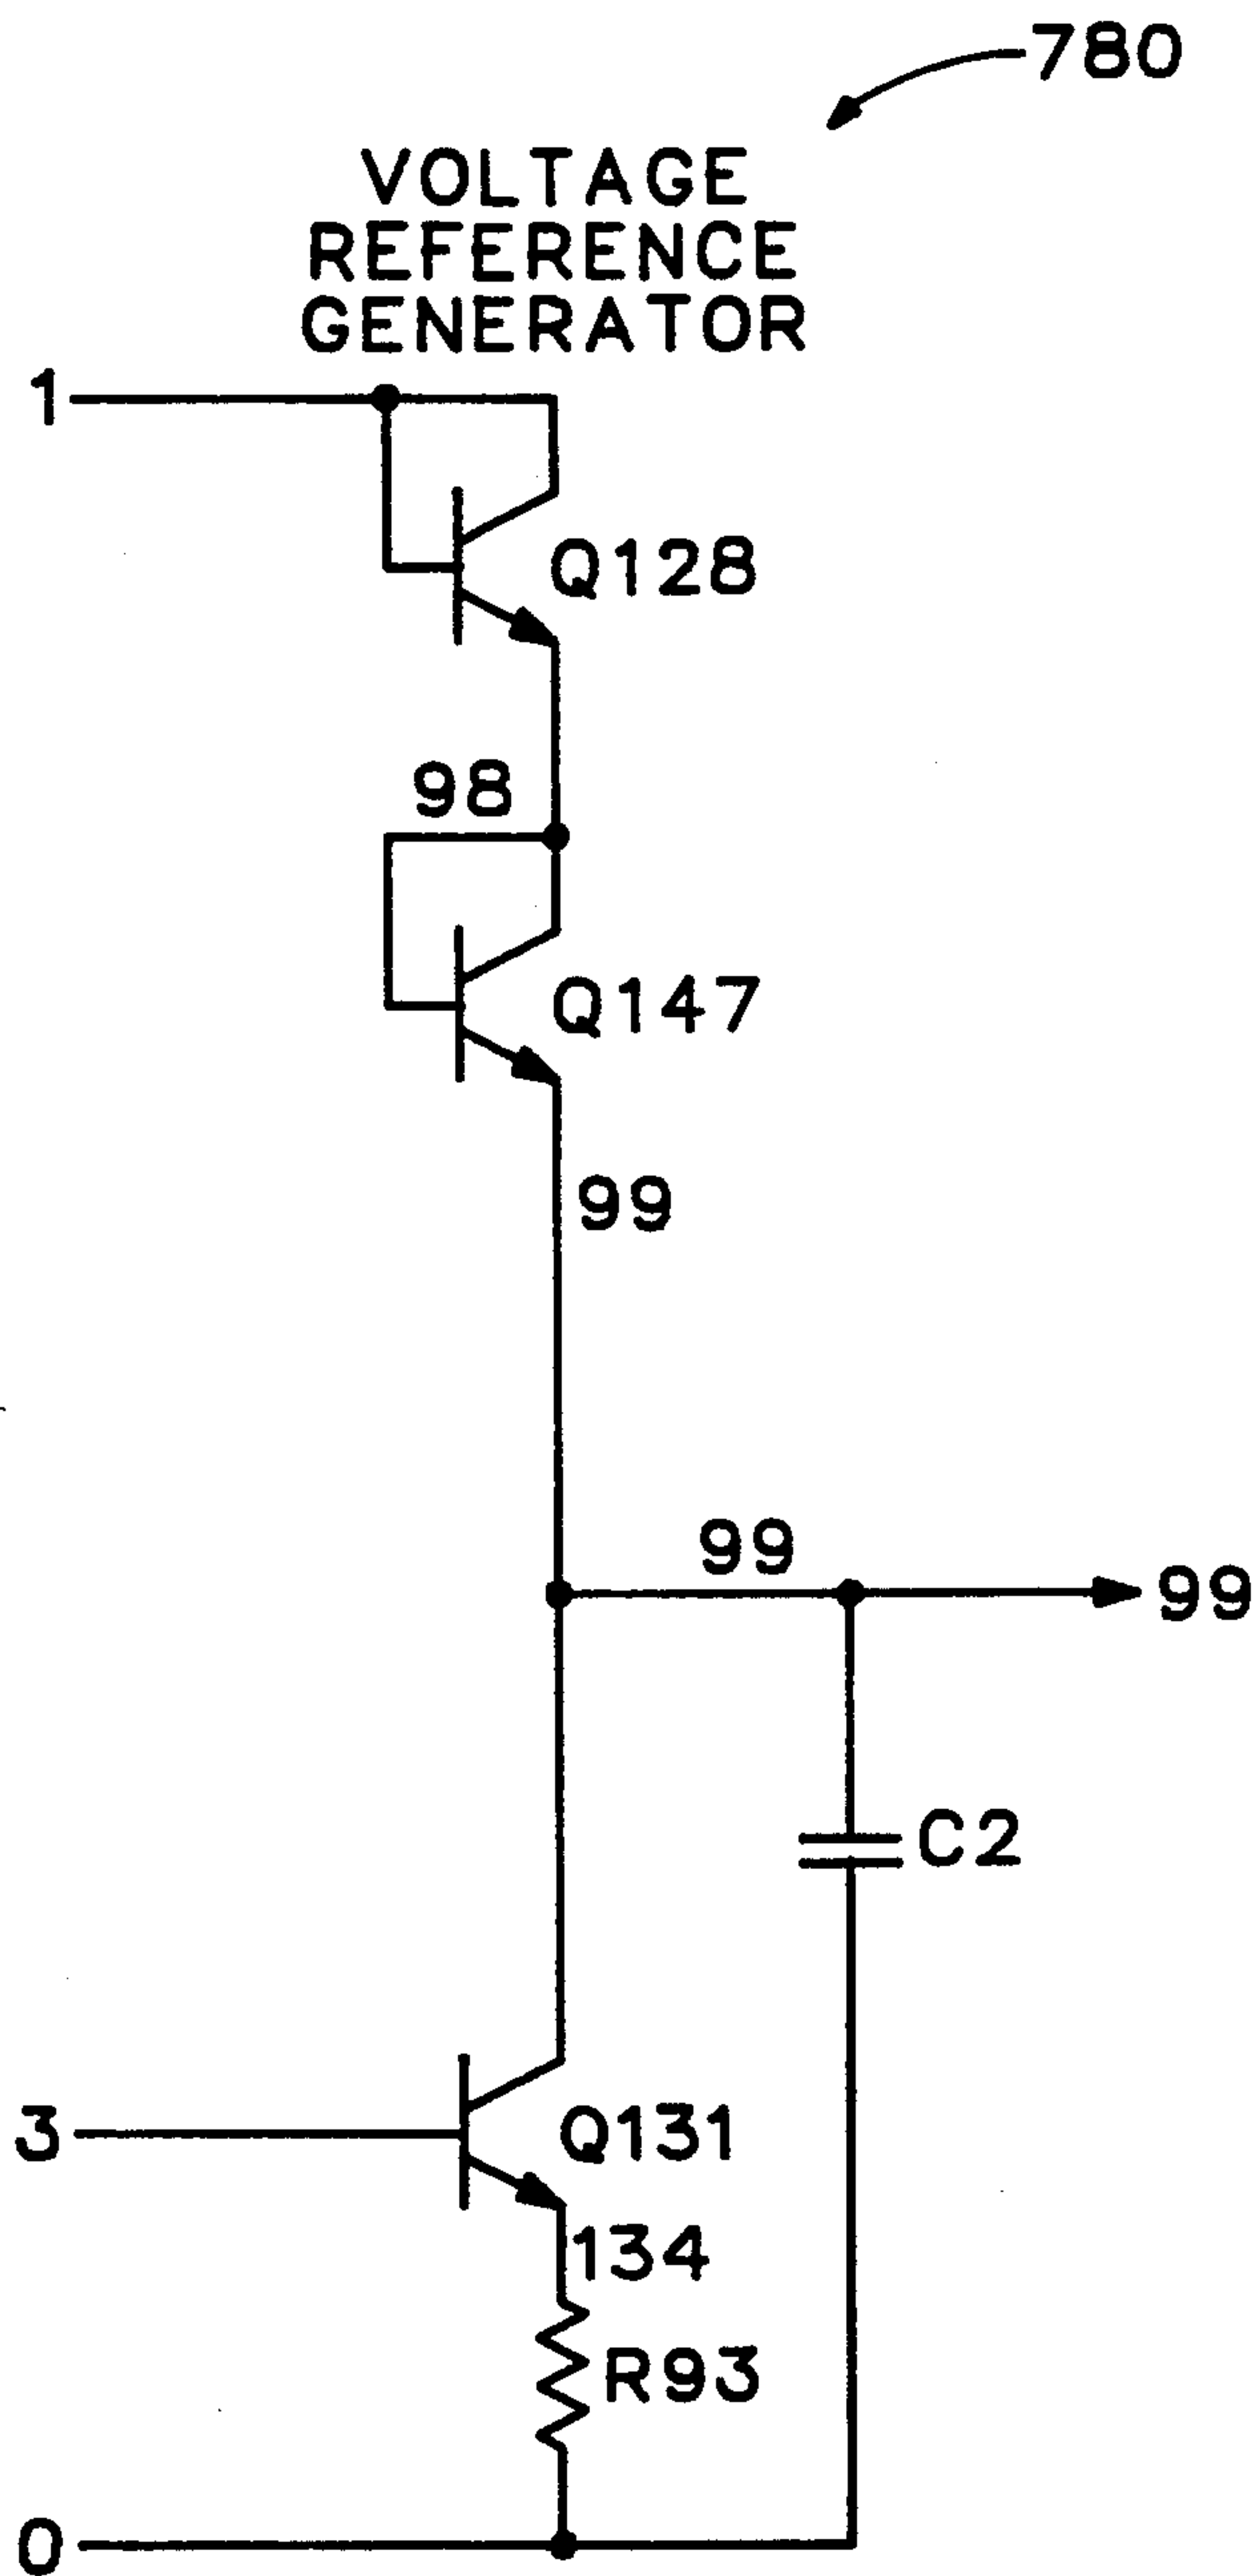 780
VOLTAGE
REFERENCE
GENERATOR
1
Q128
98
Q147
99
99
99
C2
3
Q131
134
R93
0